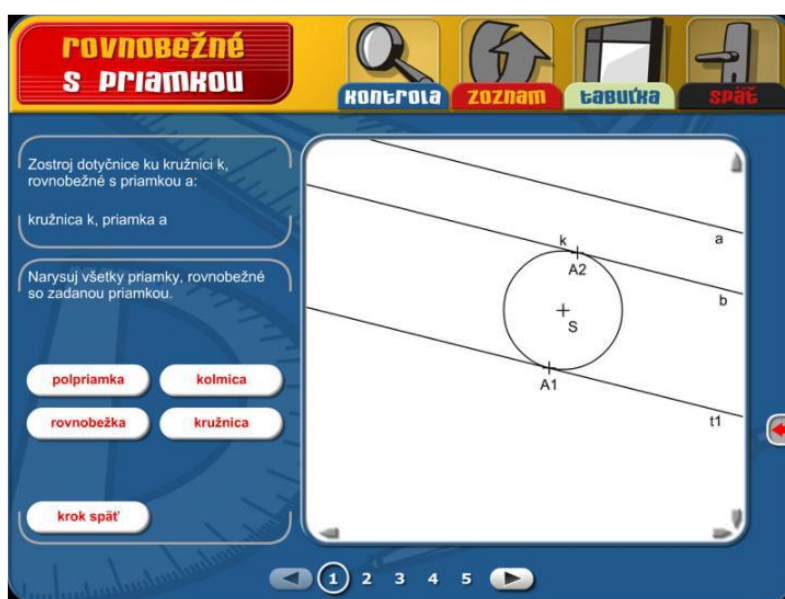 rovnobežné
s priamkou
kontrola
zoznam
tabuľka
späť
Zostroj dotyčnice ku kružnici k,
rovnobežné s priamkou a:
kružnica k, priamka a
Narysuj všetky priamky, rovnobežné
so zadanou priamkou.
polpriamka
kolmica
rovnobežka
kružnica
krok späť
a
k
A2
b
S
A1
t1
1 2 3 4 5